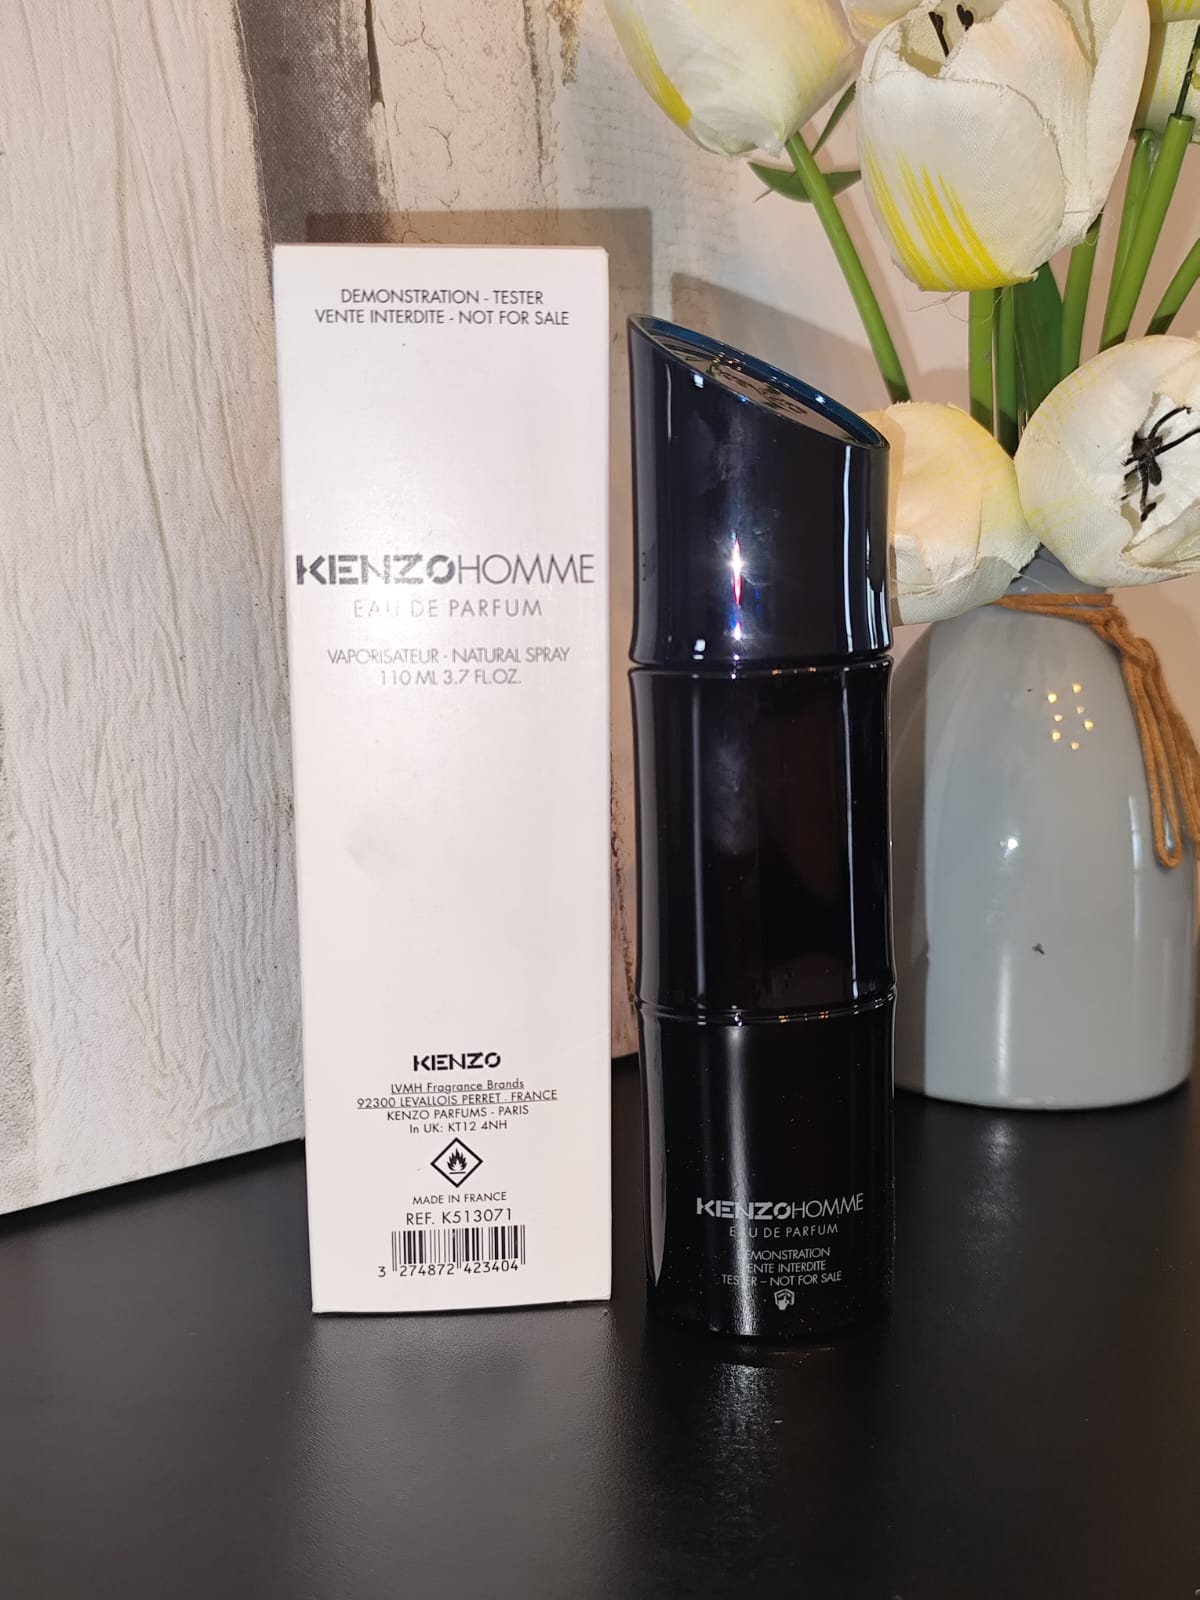 DEMONSTRATION - TESTER
VENTE INTERDITE - NOT FOR SALE
KENZOHOMME
EAU DE PARFUM
VAPORISATEUR - NATURAL SPRAY
110 ML 3.7 FL.OZ.
KENZO
LVMH Fragrance Brands
92300 LEVALLOIS PERRET - FRANCE
KENZO PARFUMS - PARIS
In UK: KT12 4NH
MADE IN FRANCE
REF. K513071
3 274872 423404
KENZO
KENZOHOMME
EAU DE PARFUM
DEMONSTRATION
VENTE INTERDITE
TESTER – NOT FOR SALE